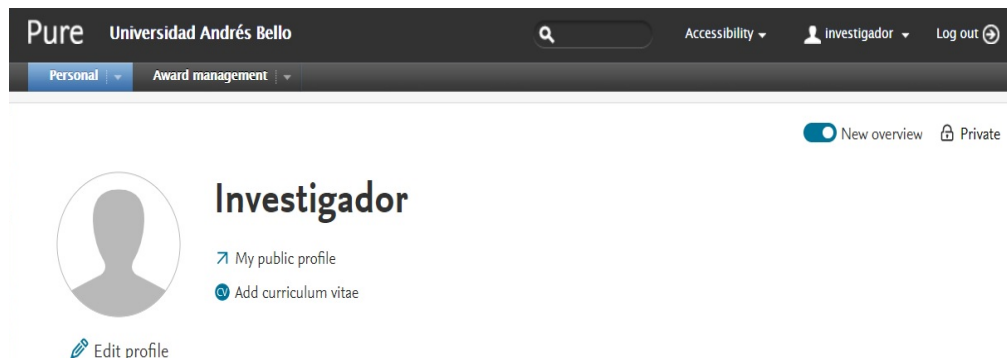 Pure Universidad Andrés Bello Accessibility investigador Log out
Personal Award management
New overview Private
Investigador
My public profile
CV Add curriculum vitae
Edit profile